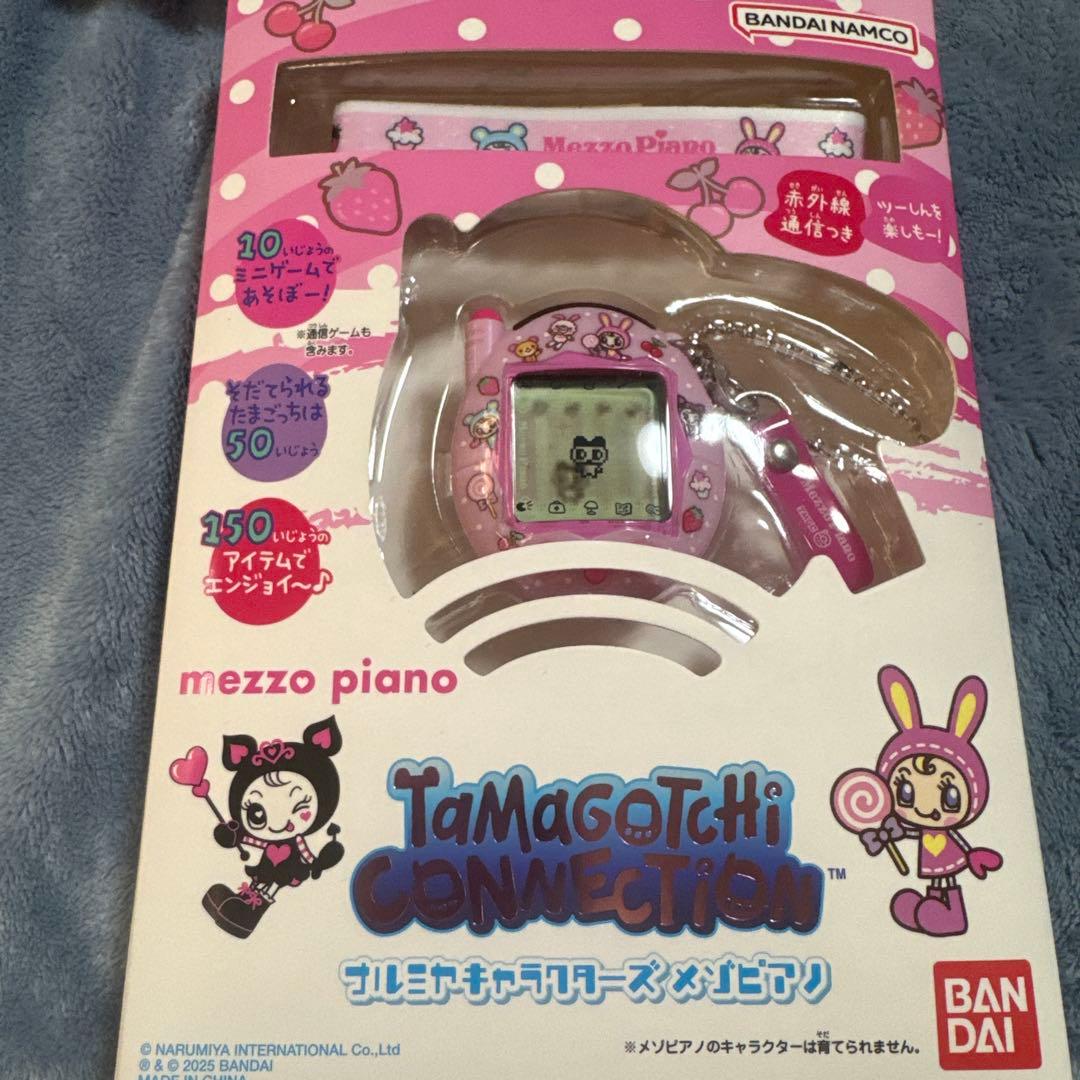 BANDAI NAMCO
Mezzo Piano
赤外線
通信つき
ツーしんを
楽しもー!
10いじょうの
ミニゲームで
あそぼー!
※通信ゲームも
含みます。
そだてられる
たまごっちは
50いじょう
150いじょうの
アイテムで
エンジョイ〜♪
Mezzo Piano
mezzo piano
TAMAGOTCHI
CONNECTION™
ナルミヤキャラクターズ メゾピアノ
BAN
DAI
© NARUMIYA INTERNATIONAL Co.,Ltd
® & © 2025 BANDAI
MADE IN CHINA
※メゾピアノのキャラクターは育てられません。